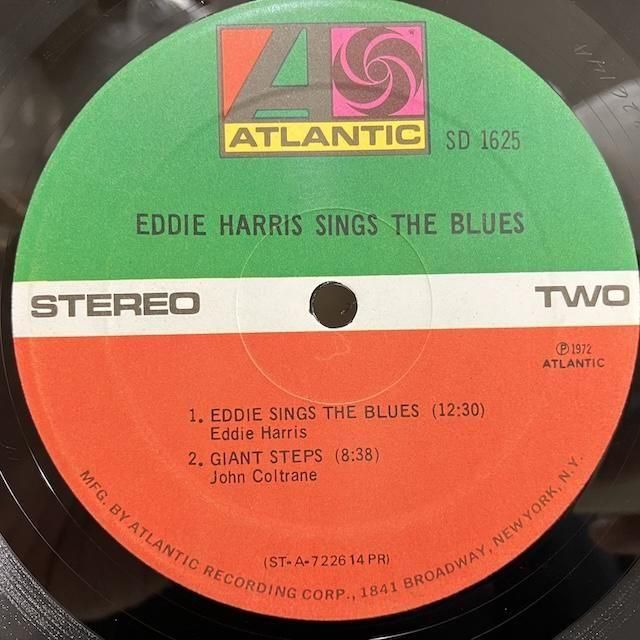 ATLANTIC SD 1625
EDDIE HARRIS SINGS THE BLUES
STEREO TWO
℗1972
ATLANTIC
1. EDDIE SINGS THE BLUES (12:30)
Eddie Harris
2. GIANT STEPS (8:38)
John Coltrane
(ST-A-722614 PR)
MFG. BY ATLANTIC RECORDING CORP., 1841 BROADWAY, NEW YORK, N.Y.